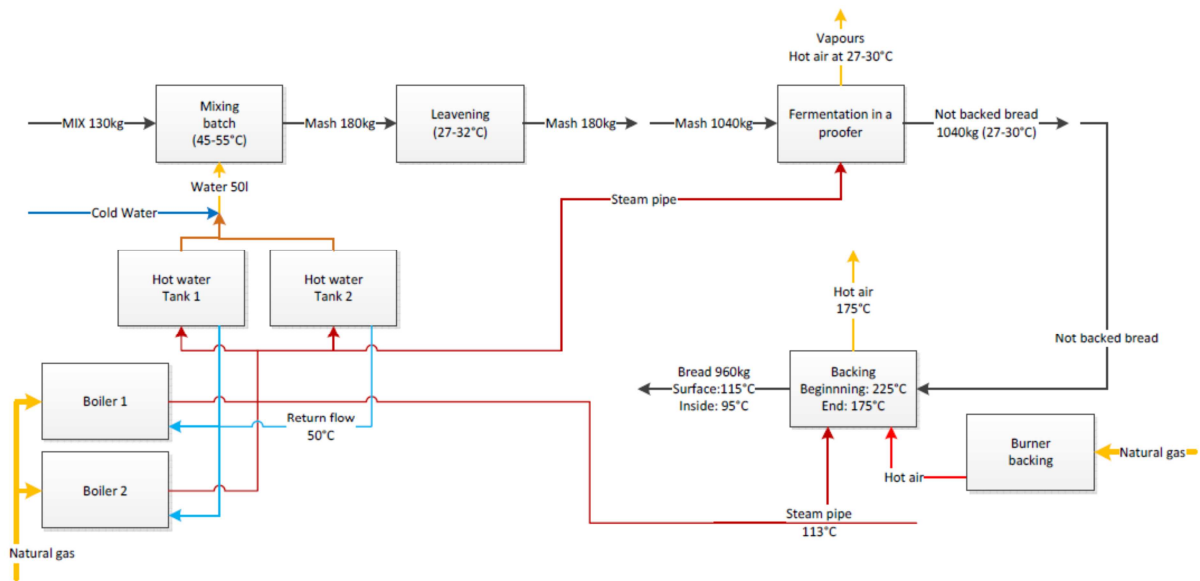 Vapours
Hot air at 27-30°C
MIX 130kg
Mixing
batch
(45-55°C)
Mash 180kg
Leavening
(27-32°C)
Mash 180kg
Mash 1040kg
Fermentation in a
proofer
Not backed bread
1040kg (27-30°C)
Water 50l
Steam pipe
Cold Water
Hot water
Tank 1
Hot water
Tank 2
Hot air
175°C
Not backed bread
Bread 960kg
Surface:115°C
Inside: 95°C
Backing
Beginnning: 225°C
End: 175°C
Boiler 1
Return flow
50°C
Burner
backing
Natural gas
Hot air
Boiler 2
Steam pipe
113°C
Natural gas